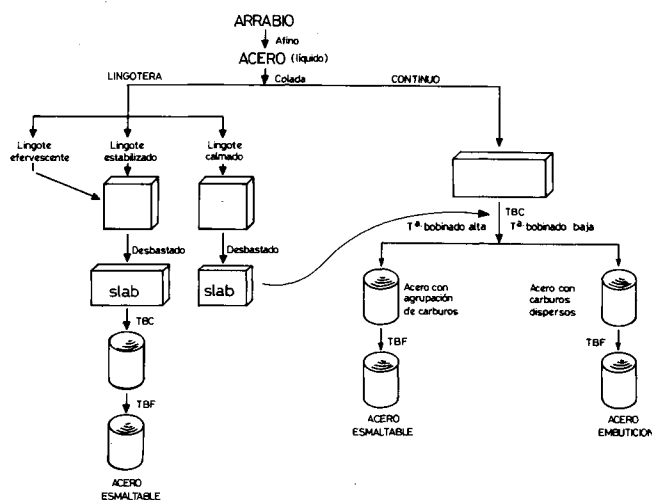 ARRABIO
Afino
ACERO (líquido)
LINGOTERA
Colada
CONTINUO
Lingote
efervescente
Lingote
estabilizado
Lingote
calmado
Desbastado
Desbastado
slab
slab
TBC
Tª bobinado alta
Tª bobinado baja
Acero con
agrupación
de carburos
Acero con
carburos
dispersos
TBC
TBF
TBF
TBF
ACERO
ESMALTABLE
ACERO
ESMALTABLE
ACERO
EMBUTICION